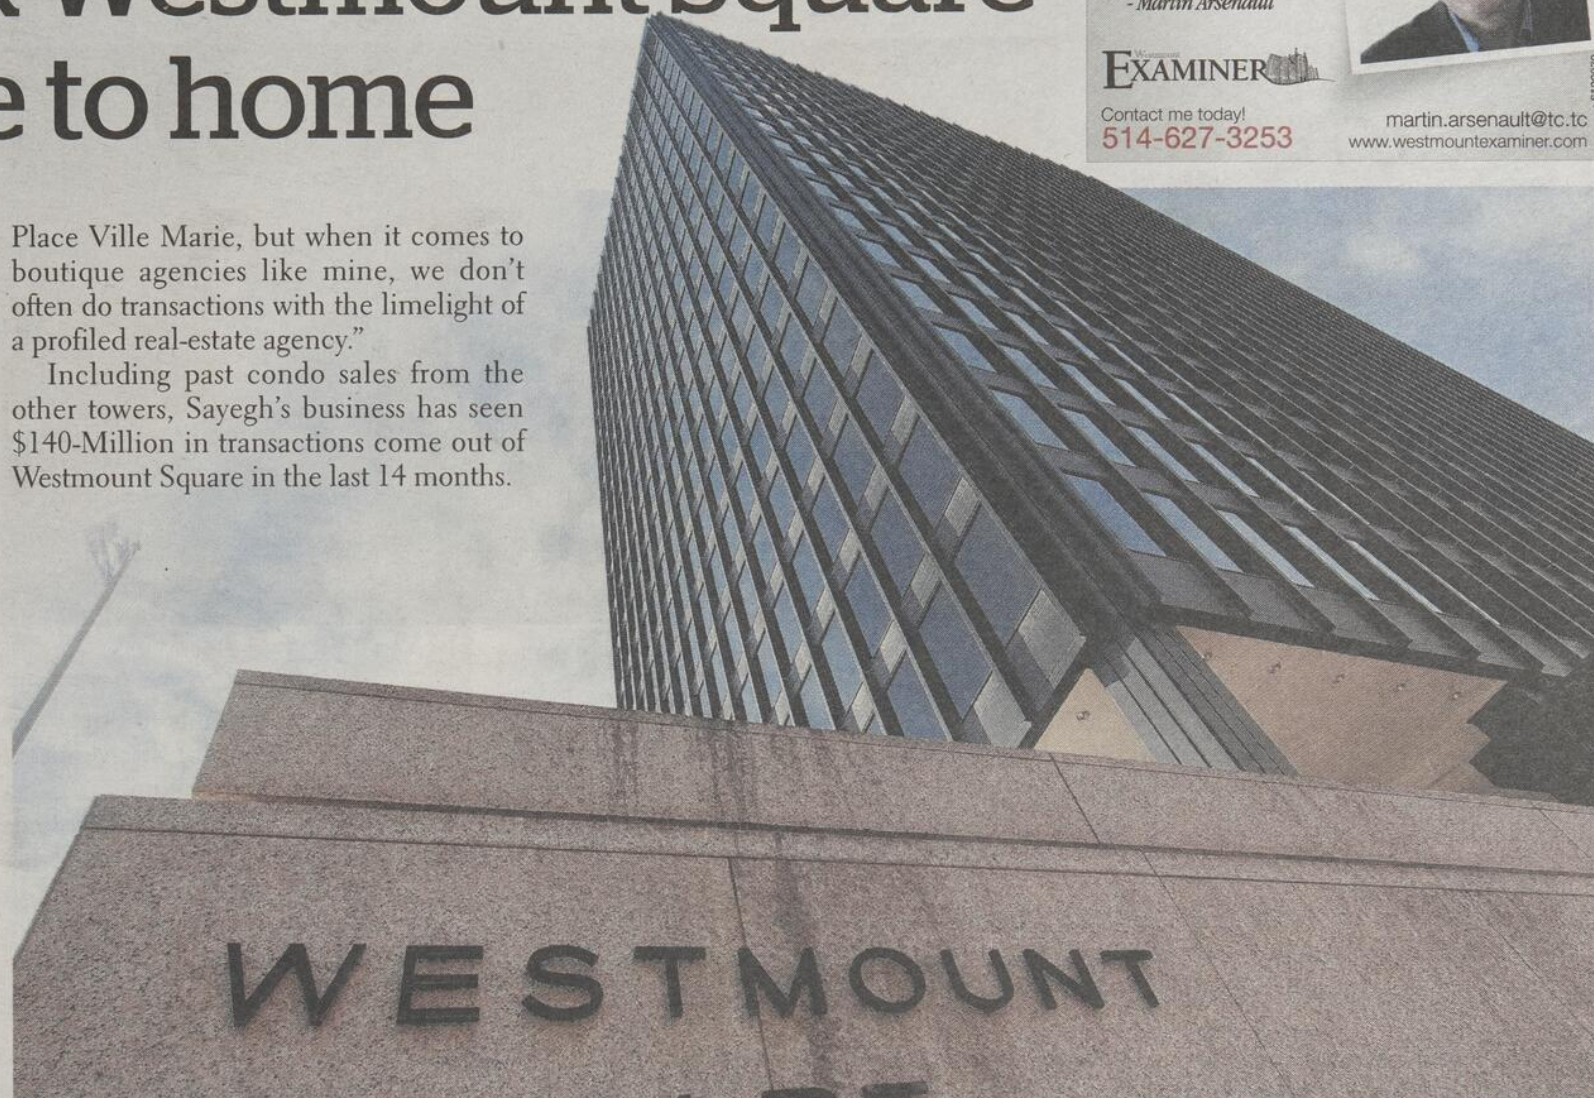 Westmount Square
e to home
- Martin Arsenault
Westmount
EXAMINER
Contact me today!
514-627-3253
martin.arsenault@tc.tc
www.westmountexaminer.com
Place Ville Marie, but when it comes to
boutique agencies like mine, we don't
often do transactions with the limelight of
a profiled real-estate agency.”
Including past condo sales from the
other towers, Sayegh's business has seen
$140-Million in transactions come out of
Westmount Square in the last 14 months.
WESTMOUNT